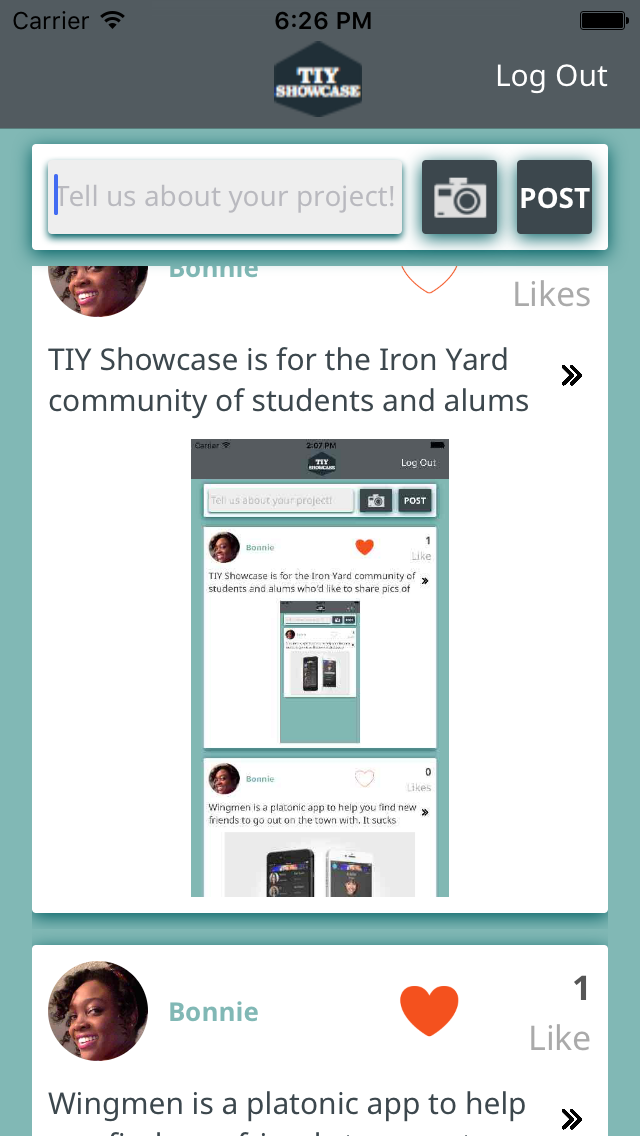 Carrier 6:26 PM
TIY
SHOWCASE
Log Out
Tell us about your project!
POST
Bonnie
Likes
TIY Showcase is for the Iron Yard
community of students and alums
Carrier 2:07 PM
TIY
SHOWCASE
Log Out
Tell us about your project!
POST
Bonnie
1
Like
TIY Showcase is for the Iron Yard community of
students and alums who'd like to share pics of
Bonnie
0
Likes
Wingmen is a platonic app to help you find new
friends to go out on the town with. It sucks
Bonnie
1
Like
Wingmen is a platonic app to help